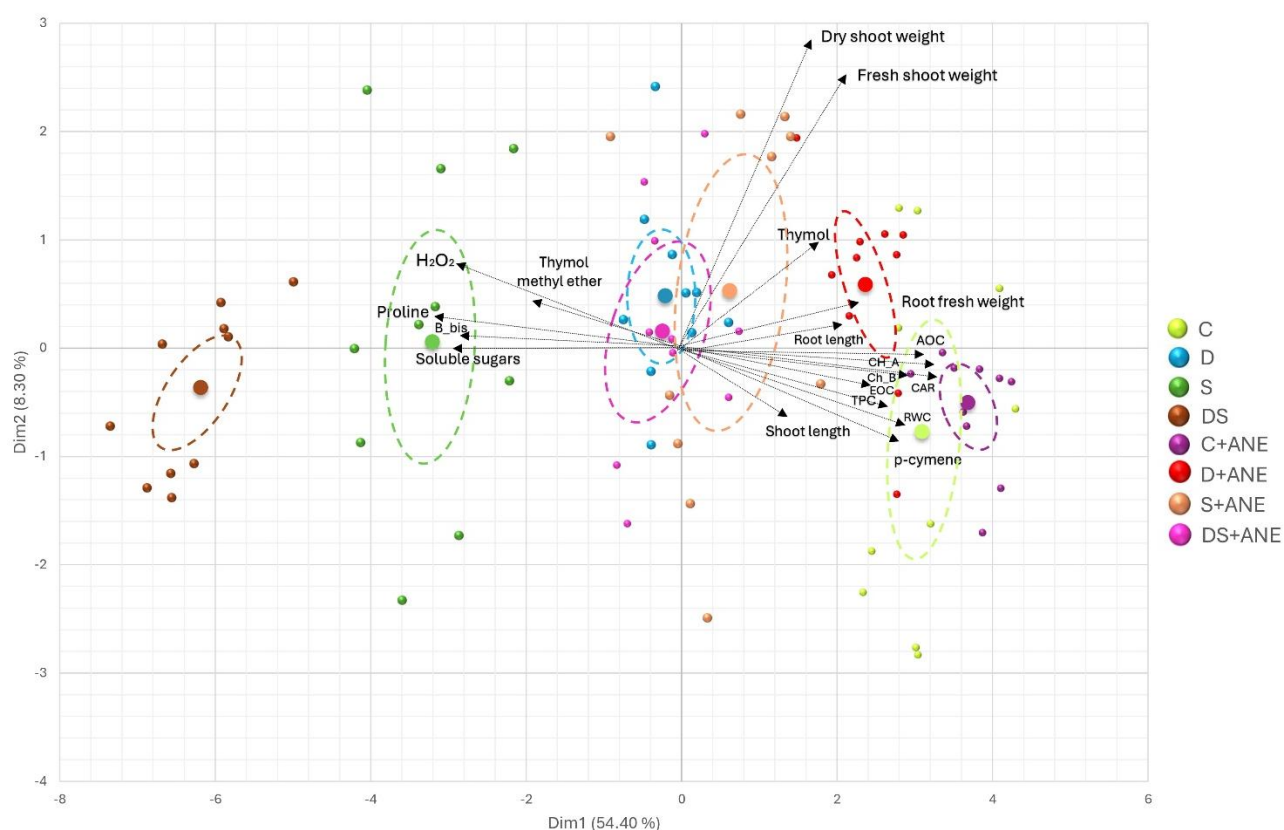 3
Dry shoot weight
Fresh shoot weight
2
1
Thymol
H₂O₂
Thymol
methyl ether
Root fresh weight
Proline
B_bis
Root length
AOC
0
Soluble sugars
CH_A
Ch_B
CAR
EOC
TPC
RWC
Shoot length
-1
p-cymene
-2
-3
-4
-8
-6
-4
-2
0
2
4
6
Dim1 (54.40 %)
Dim2 (8.30 %)
C
D
S
DS
C+ANE
D+ANE
S+ANE
DS+ANE